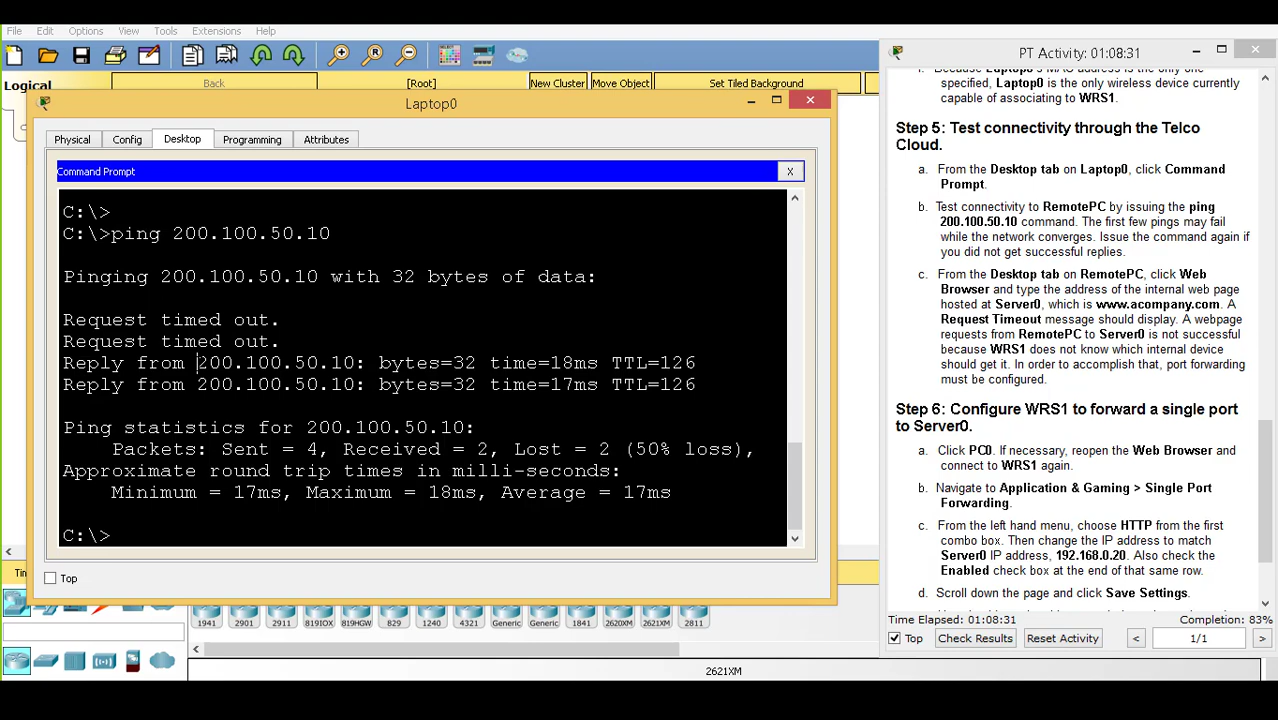 File Edit Options View Tools Extensions Help
Logical Back [Root] New Cluster Move Object Set Tiled Background
Laptop0
Physical Config Desktop Programming Attributes
Command Prompt X
C:\>
C:\>ping 200.100.50.10
Pinging 200.100.50.10 with 32 bytes of data:
Request timed out.
Request timed out.
Reply from 200.100.50.10: bytes=32 time=18ms TTL=126
Reply from 200.100.50.10: bytes=32 time=17ms TTL=126
Ping statistics for 200.100.50.10:
Packets: Sent = 4, Received = 2, Lost = 2 (50% loss),
Approximate round trip times in milli-seconds:
Minimum = 17ms, Maximum = 18ms, Average = 17ms
C:\>
Top
1941 2901 2911 819IOX 819HGW 829 1240 4321 Generic Generic 1841 2620XM 2621XM 2811
2621XM
PT Activity: 01:08:31
specified, Laptop0 is the only wireless device currently
capable of associating to WRS1.
Step 5: Test connectivity through the Telco
Cloud.
a. From the Desktop tab on Laptop0, click Command
Prompt.
b. Test connectivity to RemotePC by issuing the ping
200.100.50.10 command. The first few pings may fail
while the network converges. Issue the command again if
you did not get successful replies.
c. From the Desktop tab on RemotePC, click Web
Browser and type the address of the internal web page
hosted at Server0, which is www.acompany.com. A
Request Timeout message should display. A webpage
requests from RemotePC to Server0 is not successful
because WRS1 does not know which internal device
should get it. In order to accomplish that, port forwarding
must be configured.
Step 6: Configure WRS1 to forward a single port
to Server0.
a. Click PC0. If necessary, reopen the Web Browser and
connect to WRS1 again.
b. Navigate to Application & Gaming > Single Port
Forwarding.
c. From the left hand menu, choose HTTP from the first
combo box. Then change the IP address to match
Server0 IP address, 192.168.0.20. Also check the
Enabled check box at the end of that same row.
d. Scroll down the page and click Save Settings.
Time Elapsed: 01:08:31 Completion: 83%
Top Check Results Reset Activity < 1/1 >